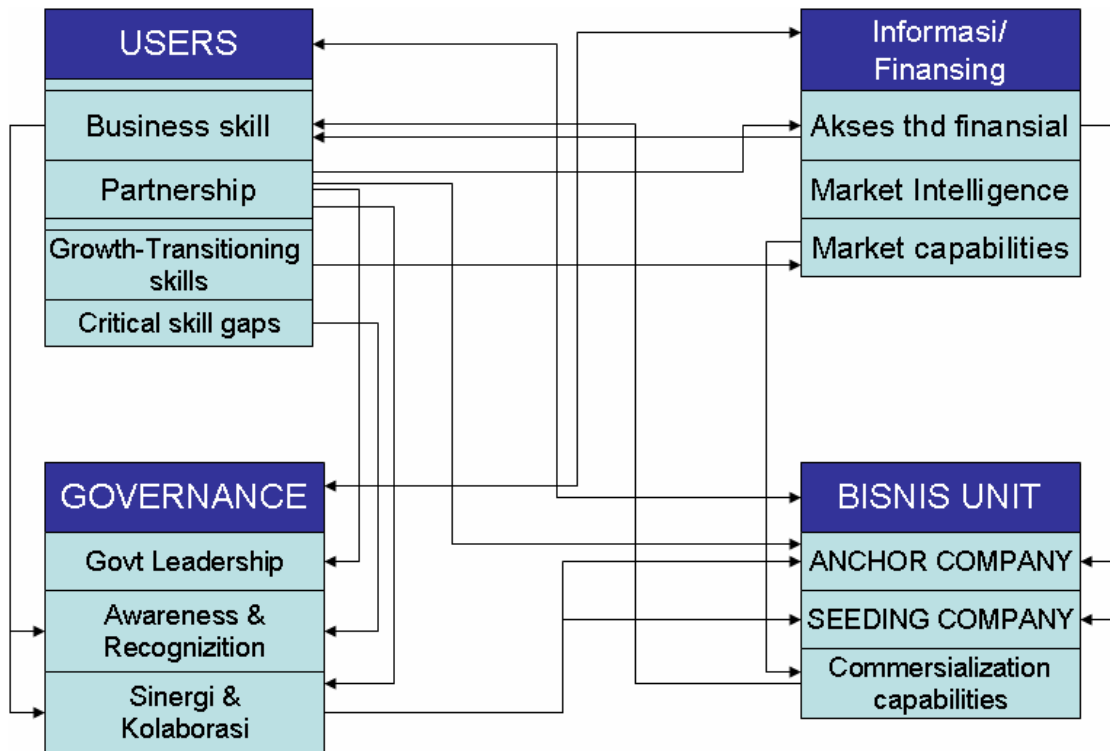 USERS
Business skill
Partnership
Growth-Transitioning
skills
Critical skill gaps
Informasi/
Finansing
Akses thd finansial
Market Intelligence
Market capabilities
GOVERNANCE
Govt Leadership
Awareness &
Recognizition
Sinergi &
Kolaborasi
BISNIS UNIT
ANCHOR COMPANY
SEEDING COMPANY
Commersialization
capabilities